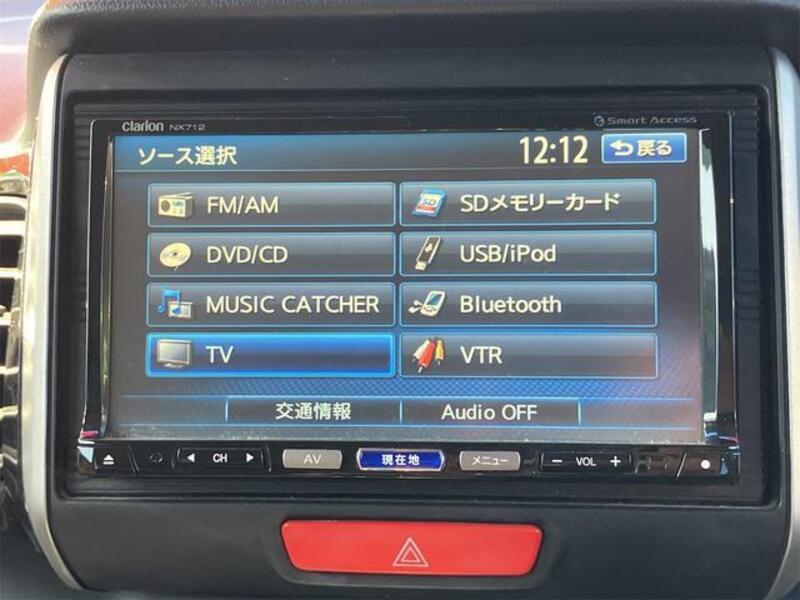 Clarion NX712
Smart Access
ソース選択
12:12
戻る
FM/AM
SDメモリーカード
SD
DVD/CD
USB/iPod
MUSIC CATCHER
Bluetooth
TV
VTR
交通情報
Audio OFF
CH
AV
現在地
メニュー
− VOL +